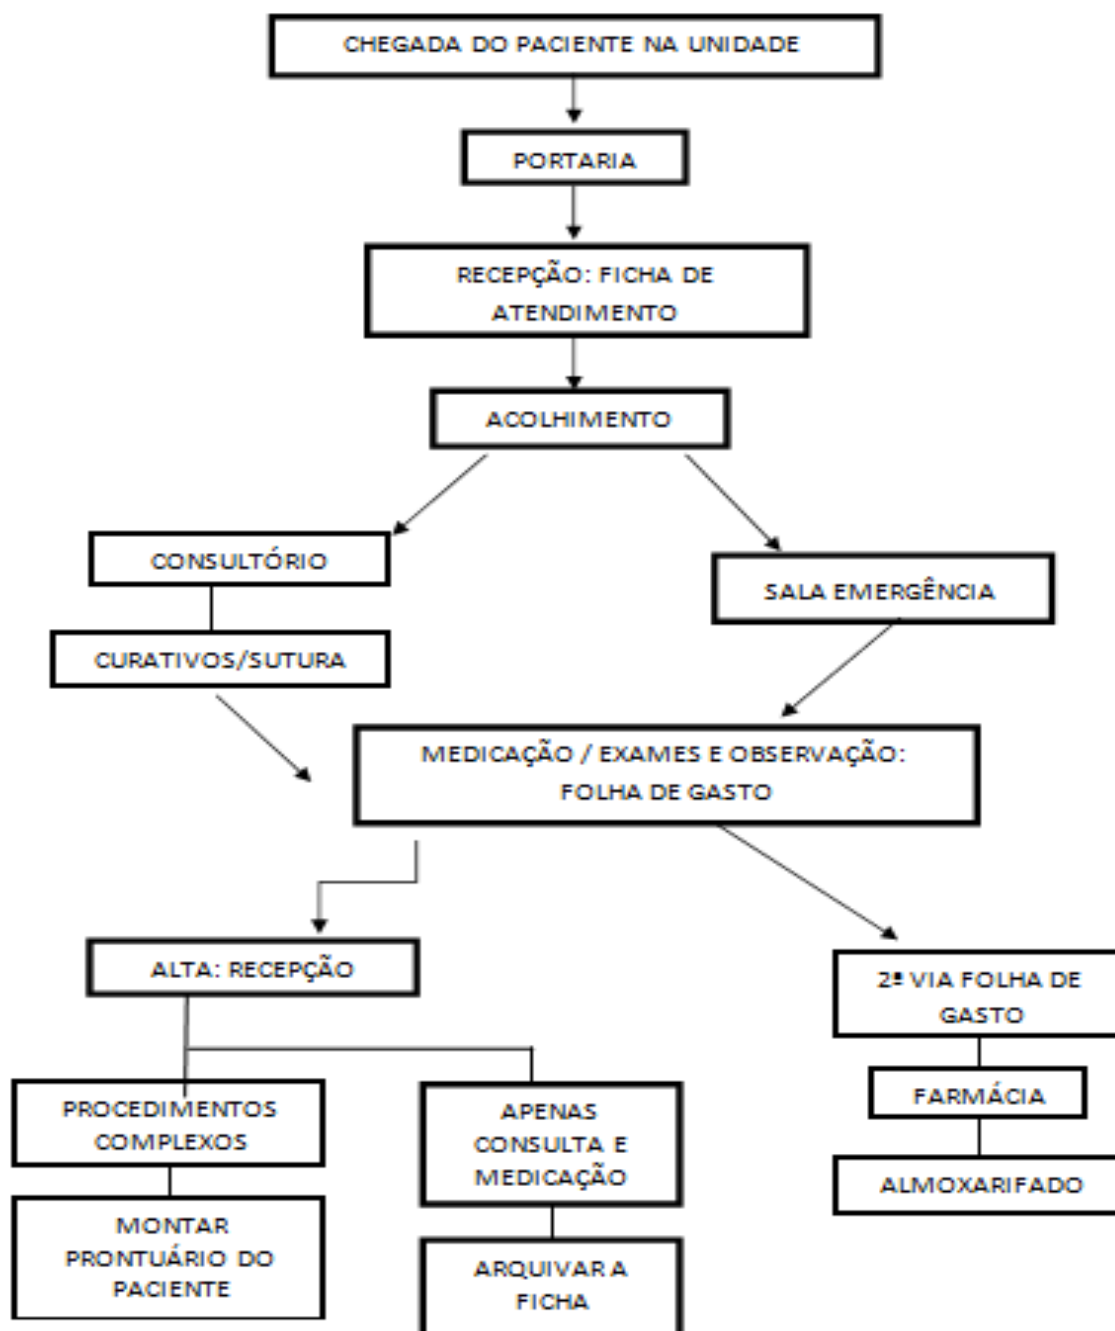 CHEGADA DO PACIENTE NA UNIDADE
PORTARIA
RECEPÇÃO: FICHA DE
ATENDIMENTO
ACOLHIMENTO
CONSULTÓRIO
SALA EMERGÊNCIA
CURATIVOS/SUTURA
MEDICAÇÃO / EXAMES E OBSERVAÇÃO:
FOLHA DE GASTO
ALTA: RECEPÇÃO
2ª VIA FOLHA DE
GASTO
FARMÁCIA
ALMOXARIFADO
PROCEDIMENTOS
COMPLEXOS
MONTAR
PRONTUÁRIO DO
PACIENTE
APENAS
CONSULTA E
MEDICAÇÃO
ARQUIVAR A
FICHA